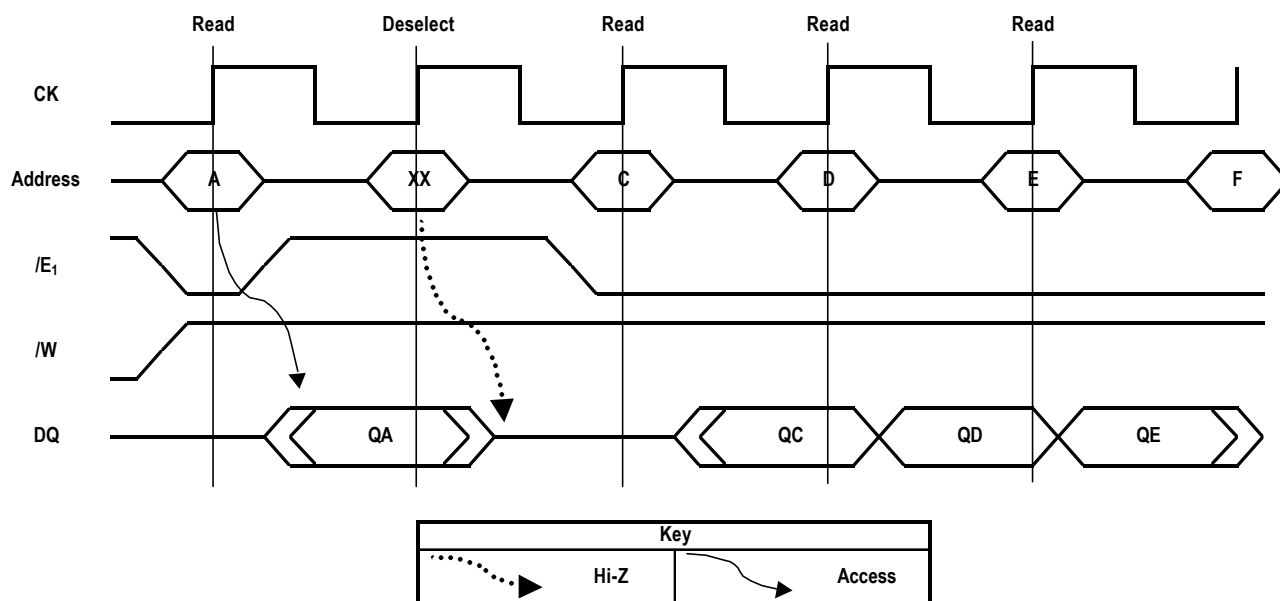 Read Deselect Read Read Read
CK
Address A XX C D E F
/E₁
/W
DQ QA QC QD QE
Key
Hi-Z Access